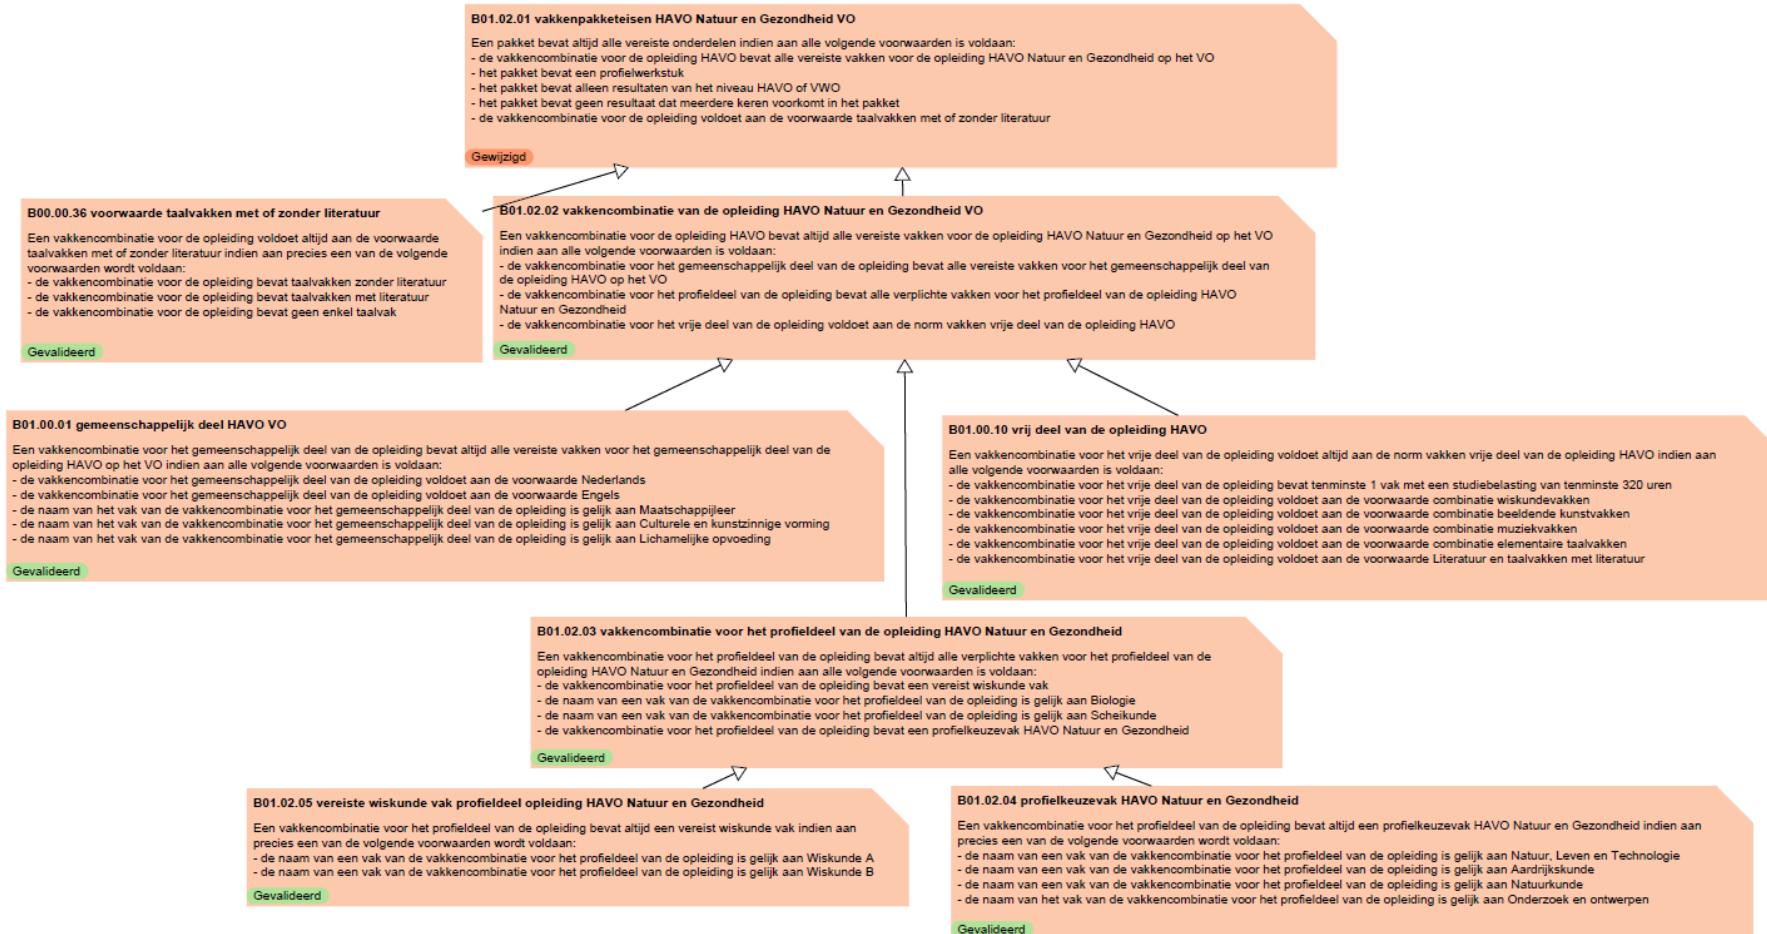 B01.02.01 vakkenpakketeisen HAVO Natuur en Gezondheid VO
Een pakket bevat altijd alle vereiste onderdelen indien aan alle volgende voorwaarden is voldaan:
- de vakkencombinatie voor de opleiding HAVO bevat alle vereiste vakken voor de opleiding HAVO Natuur en Gezondheid op het VO
- het pakket bevat een profielwerkstuk
- het pakket bevat alleen resultaten van het niveau HAVO of VWO
- het pakket bevat geen resultaat dat meerdere keren voorkomt in het pakket
- de vakkencombinatie voor de opleiding voldoet aan de voorwaarde taalvakken met of zonder literatuur
Gewijzigd
B00.00.36 voorwaarde taalvakken met of zonder literatuur
Een vakkencombinatie voor de opleiding voldoet altijd aan de voorwaarde
taalvakken met of zonder literatuur indien aan precies een van de volgende
voorwaarden wordt voldaan:
- de vakkencombinatie voor de opleiding bevat taalvakken zonder literatuur
- de vakkencombinatie voor de opleiding bevat taalvakken met literatuur
- de vakkencombinatie voor de opleiding bevat geen enkel taalvak
Gevalideerd
B01.02.02 vakkencombinatie van de opleiding HAVO Natuur en Gezondheid VO
Een vakkencombinatie voor de opleiding HAVO bevat altijd alle vereiste vakken voor de opleiding HAVO Natuur en Gezondheid op het VO
indien aan alle volgende voorwaarden is voldaan:
- de vakkencombinatie voor het gemeenschappelijk deel van de opleiding bevat alle vereiste vakken voor het gemeenschappelijk deel van
de opleiding HAVO op het VO
- de vakkencombinatie voor het profieldeel van de opleiding bevat alle verplichte vakken voor het profieldeel van de opleiding HAVO
Natuur en Gezondheid
- de vakkencombinatie voor het vrije deel van de opleiding voldoet aan de norm vakken vrije deel van de opleiding HAVO
Gevalideerd
B01.00.01 gemeenschappelijk deel HAVO VO
Een vakkencombinatie voor het gemeenschappelijk deel van de opleiding bevat altijd alle vereiste vakken voor het gemeenschappelijk deel van de
opleiding HAVO op het VO indien aan alle volgende voorwaarden is voldaan:
- de vakkencombinatie voor het gemeenschappelijk deel van de opleiding voldoet aan de voorwaarde Nederlands
- de vakkencombinatie voor het gemeenschappelijk deel van de opleiding voldoet aan de voorwaarde Engels
- de naam van het vak van de vakkencombinatie voor het gemeenschappelijk deel van de opleiding is gelijk aan Maatschappijleer
- de naam van het vak van de vakkencombinatie voor het gemeenschappelijk deel van de opleiding is gelijk aan Culturele en kunstzinnige vorming
- de naam van het vak van de vakkencombinatie voor het gemeenschappelijk deel van de opleiding is gelijk aan Lichamelijke opvoeding
Gevalideerd
B01.00.10 vrij deel van de opleiding HAVO
Een vakkencombinatie voor het vrije deel van de opleiding voldoet altijd aan de norm vakken vrije deel van de opleiding HAVO indien aan
alle volgende voorwaarden is voldaan:
- de vakkencombinatie voor het vrije deel van de opleiding bevat tenminste 1 vak met een studiebelasting van tenminste 320 uren
- de vakkencombinatie voor het vrije deel van de opleiding voldoet aan de voorwaarde combinatie wiskundevakken
- de vakkencombinatie voor het vrije deel van de opleiding voldoet aan de voorwaarde combinatie beeldende kunstvakken
- de vakkencombinatie voor het vrije deel van de opleiding voldoet aan de voorwaarde combinatie muziekvakken
- de vakkencombinatie voor het vrije deel van de opleiding voldoet aan de voorwaarde combinatie elementaire taalvakken
- de vakkencombinatie voor het vrije deel van de opleiding voldoet aan de voorwaarde Literatuur en taalvakken met literatuur
Gevalideerd
B01.02.03 vakkencombinatie voor het profieldeel van de opleiding HAVO Natuur en Gezondheid
Een vakkencombinatie voor het profieldeel van de opleiding bevat altijd alle verplichte vakken voor het profieldeel van de
opleiding HAVO Natuur en Gezondheid indien aan alle volgende voorwaarden is voldaan:
- de vakkencombinatie voor het profieldeel van de opleiding bevat een vereist wiskunde vak
- de naam van een vak van de vakkencombinatie voor het profieldeel van de opleiding is gelijk aan Biologie
- de naam van een vak van de vakkencombinatie voor het profieldeel van de opleiding is gelijk aan Scheikunde
- de vakkencombinatie voor het profieldeel van de opleiding bevat een profielkeuzevak HAVO Natuur en Gezondheid
Gevalideerd
B01.02.05 vereiste wiskunde vak profieldeel opleiding HAVO Natuur en Gezondheid
Een vakkencombinatie voor het profieldeel van de opleiding bevat altijd een vereist wiskunde vak indien aan
precies een van de volgende voorwaarden wordt voldaan:
- de naam van een vak van de vakkencombinatie voor het profieldeel van de opleiding is gelijk aan Wiskunde A
- de naam van een vak van de vakkencombinatie voor het profieldeel van de opleiding is gelijk aan Wiskunde B
Gevalideerd
B01.02.04 profielkeuzevak HAVO Natuur en Gezondheid
Een vakkencombinatie voor het profieldeel van de opleiding bevat altijd een profielkeuzevak HAVO Natuur en Gezondheid indien aan
precies een van de volgende voorwaarden wordt voldaan:
- de naam van een vak van de vakkencombinatie voor het profieldeel van de opleiding is gelijk aan Natuur, Leven en Technologie
- de naam van een vak van de vakkencombinatie voor het profieldeel van de opleiding is gelijk aan Aardrijkskunde
- de naam van een vak van de vakkencombinatie voor het profieldeel van de opleiding is gelijk aan Natuurkunde
- de naam van het vak van de vakkencombinatie voor het profieldeel van de opleiding is gelijk aan Onderzoek en ontwerpen
Gevalideerd